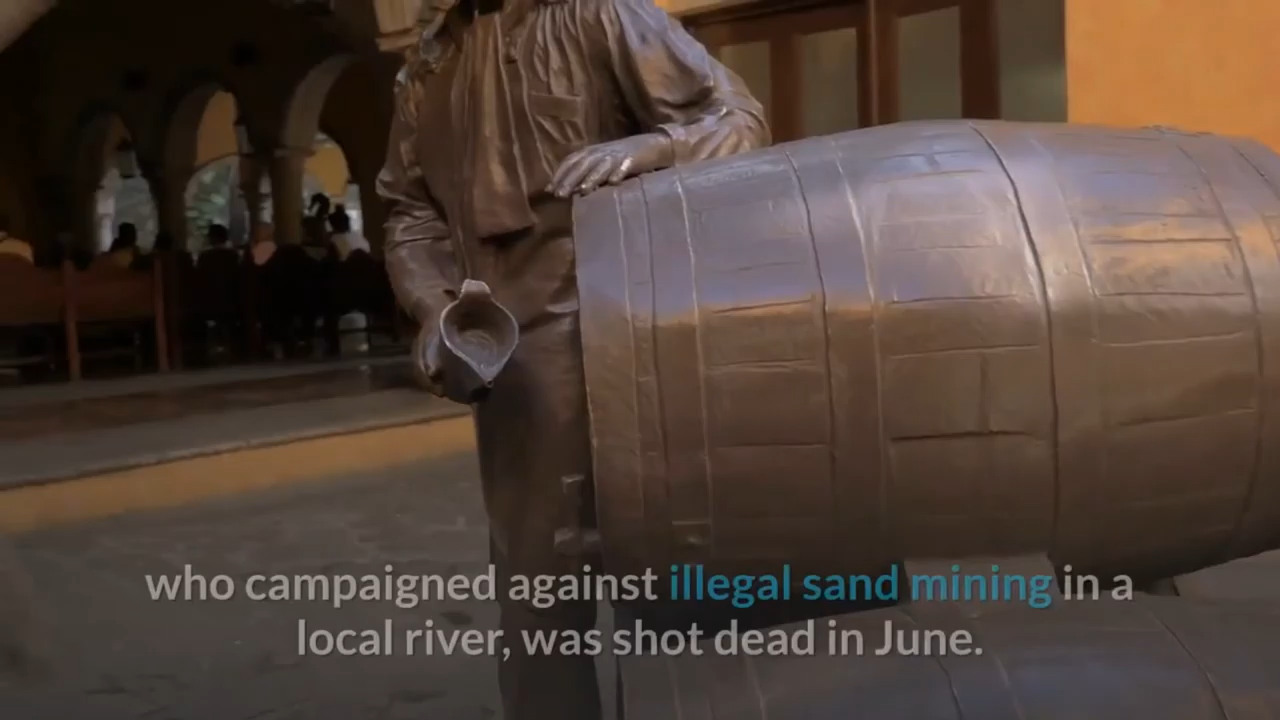 who campaigned against illegal sand mining in a
local river, was shot dead in June.